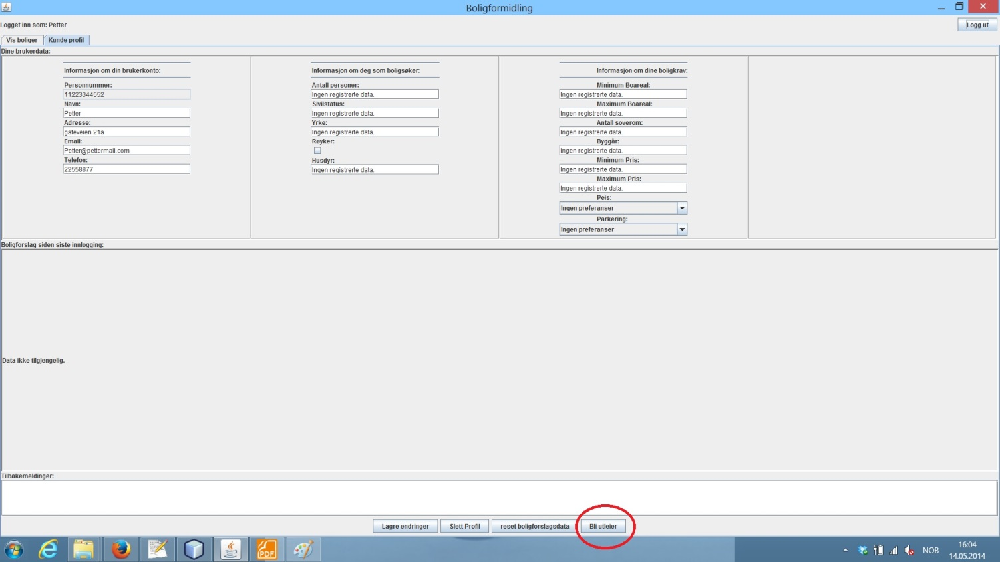 Boligformidling
Logget inn som: Petter
Logg ut
Vis boliger
Kunde profil
Dine brukerdata:
Informasjon om din brukerkonto:
Personnummer:
11223344552
Navn:
Petter
Adresse:
gateveien 21a
Email:
Petter@pettermail.com
Telefon:
22558877
Informasjon om deg som boligsøker:
Antall personer:
Ingen registrerte data.
Sivilstatus:
Ingen registrerte data.
Yrke:
Ingen registrerte data.
Røyker:
Husdyr:
Ingen registrerte data.
Informasjon om dine boligkrav:
Minimum Boareal:
Ingen registrerte data.
Maximum Boareal:
Ingen registrerte data.
Antall soverom:
Ingen registrerte data.
Byggår:
Ingen registrerte data.
Minimum Pris:
Ingen registrerte data.
Maximum Pris:
Ingen registrerte data.
Peis:
Ingen preferanser
Parkering:
Ingen preferanser
Boligforslag siden siste innlogging:
Data ikke tilgjengelig.
Tilbakemeldinger:
Lagre endringer
Slett Profil
reset boligforslagsdata
Bli utleier
PDF
NOB
16:04
14.05.2014